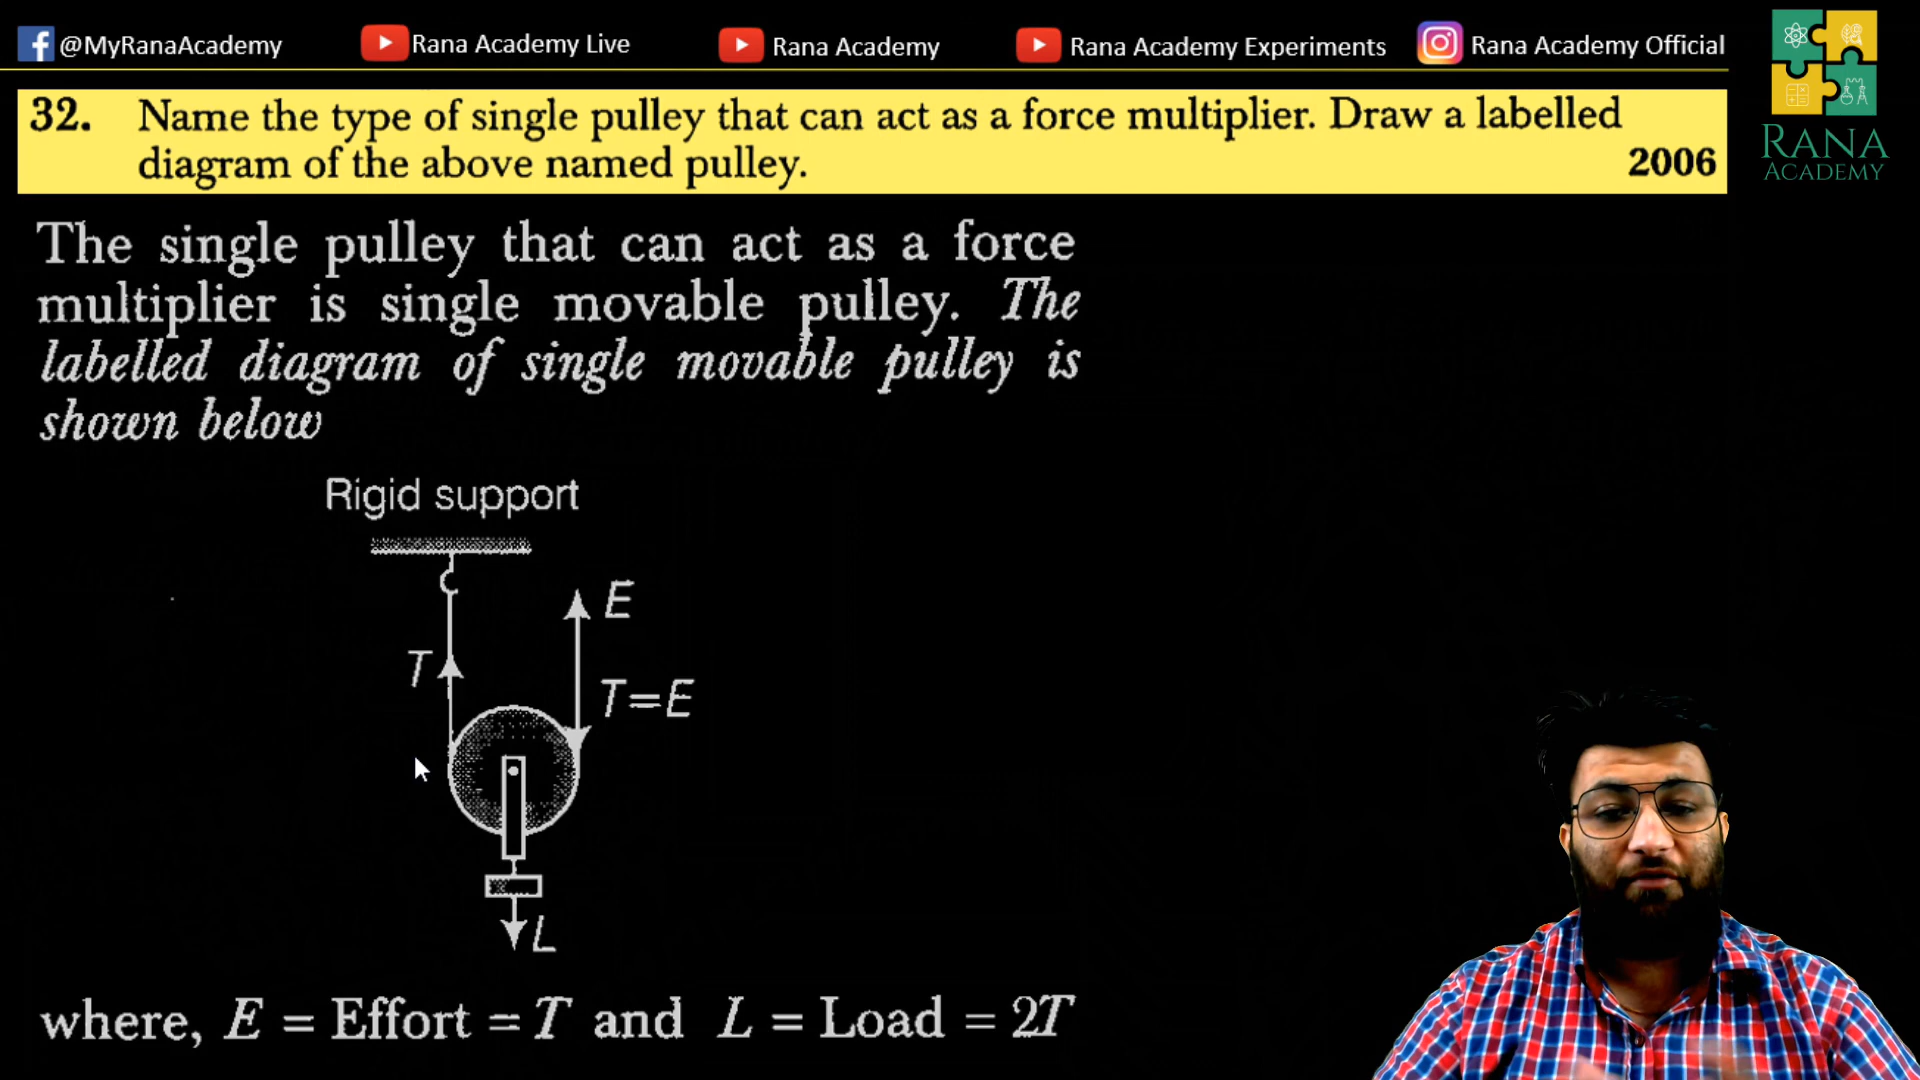 @MyRanaAcademy Rana Academy Live Rana Academy Rana Academy Experiments Rana Academy Official
RANA
ACADEMY
32. Name the type of single pulley that can act as a force multiplier. Draw a labelled
diagram of the above named pulley. 2006
The single pulley that can act as a force
multiplier is single movable pulley. The
labelled diagram of single movable pulley is
shown below
Rigid support
E
T
T=E
L
where, E = Effort = T and L = Load = 2T